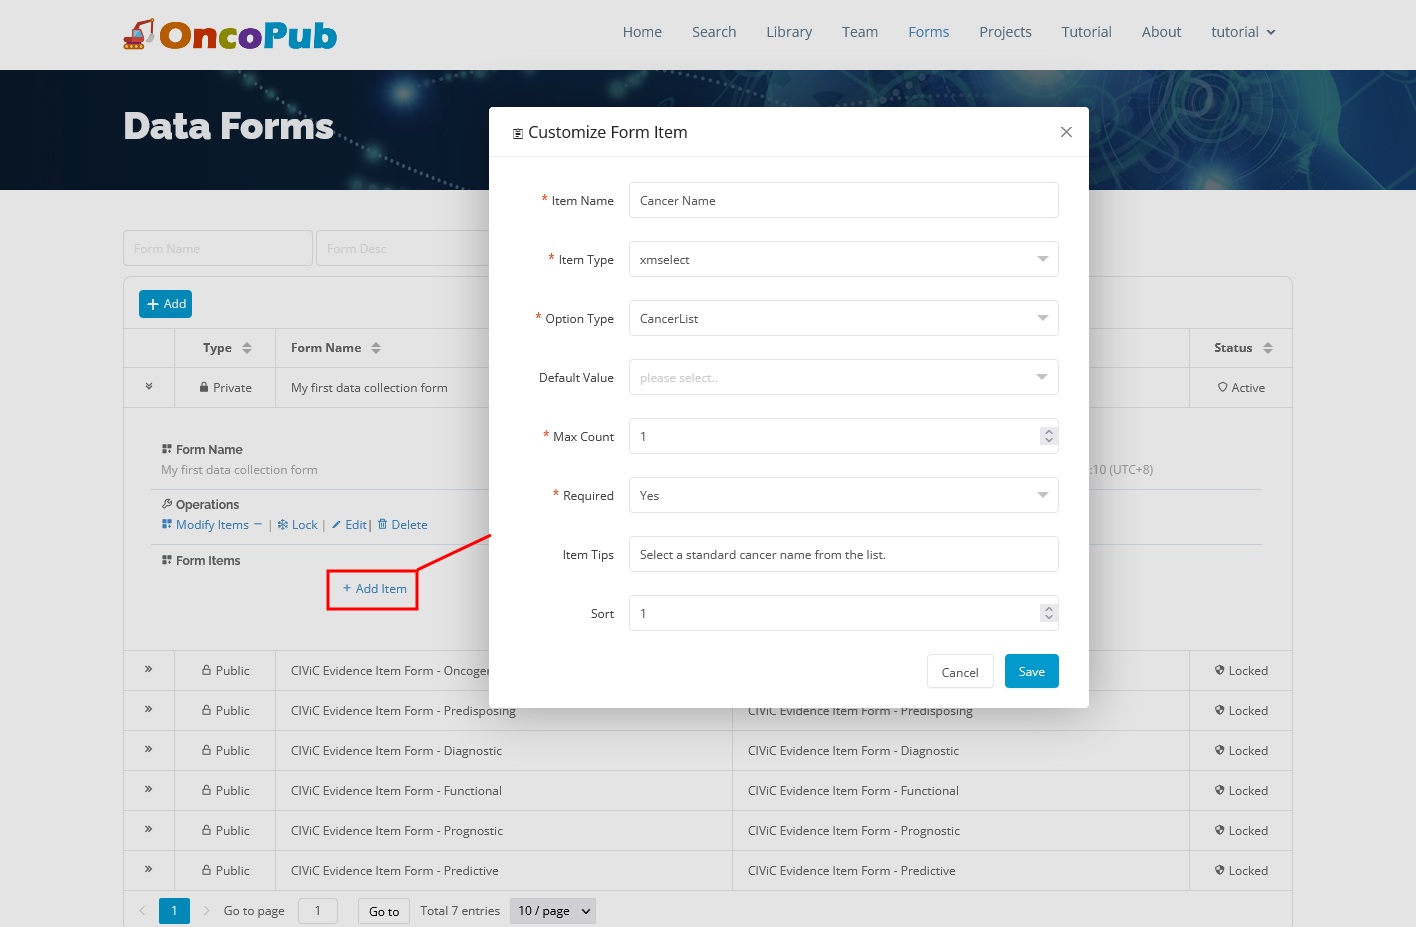 OncoPub
Home Search Library Team Forms Projects Tutorial About tutorial
Data Forms
Customize Form Item
* Item Name Cancer Name
* Item Type xmselect
* Option Type CancerList
Default Value please select..
* Max Count 1
* Required Yes
Item Tips Select a standard cancer name from the list.
Sort 1
Cancel Save
Form Name Form Desc
+ Add
Type Form Name Status
Private My first data collection form Active
Form Name
My first data collection form :10 (UTC+8)
Operations
Modify Items — | Lock | Edit| Delete
Form Items
+ Add Item
Public CIViC Evidence Item Form - Locked
Public CIViC Evidence Item Form - Predisposing CIViC Evidence Item Form - Predisposing Locked
Public CIViC Evidence Item Form - Diagnostic CIViC Evidence Item Form - Diagnostic Locked
Public CIViC Evidence Item Form - Functional CIViC Evidence Item Form - Functional Locked
Public CIViC Evidence Item Form - Prognostic CIViC Evidence Item Form - Prognostic Locked
Public CIViC Evidence Item Form - Predictive CIViC Evidence Item Form - Predictive Locked
1 Go to page 1 Go to Total 7 entries 10 / page